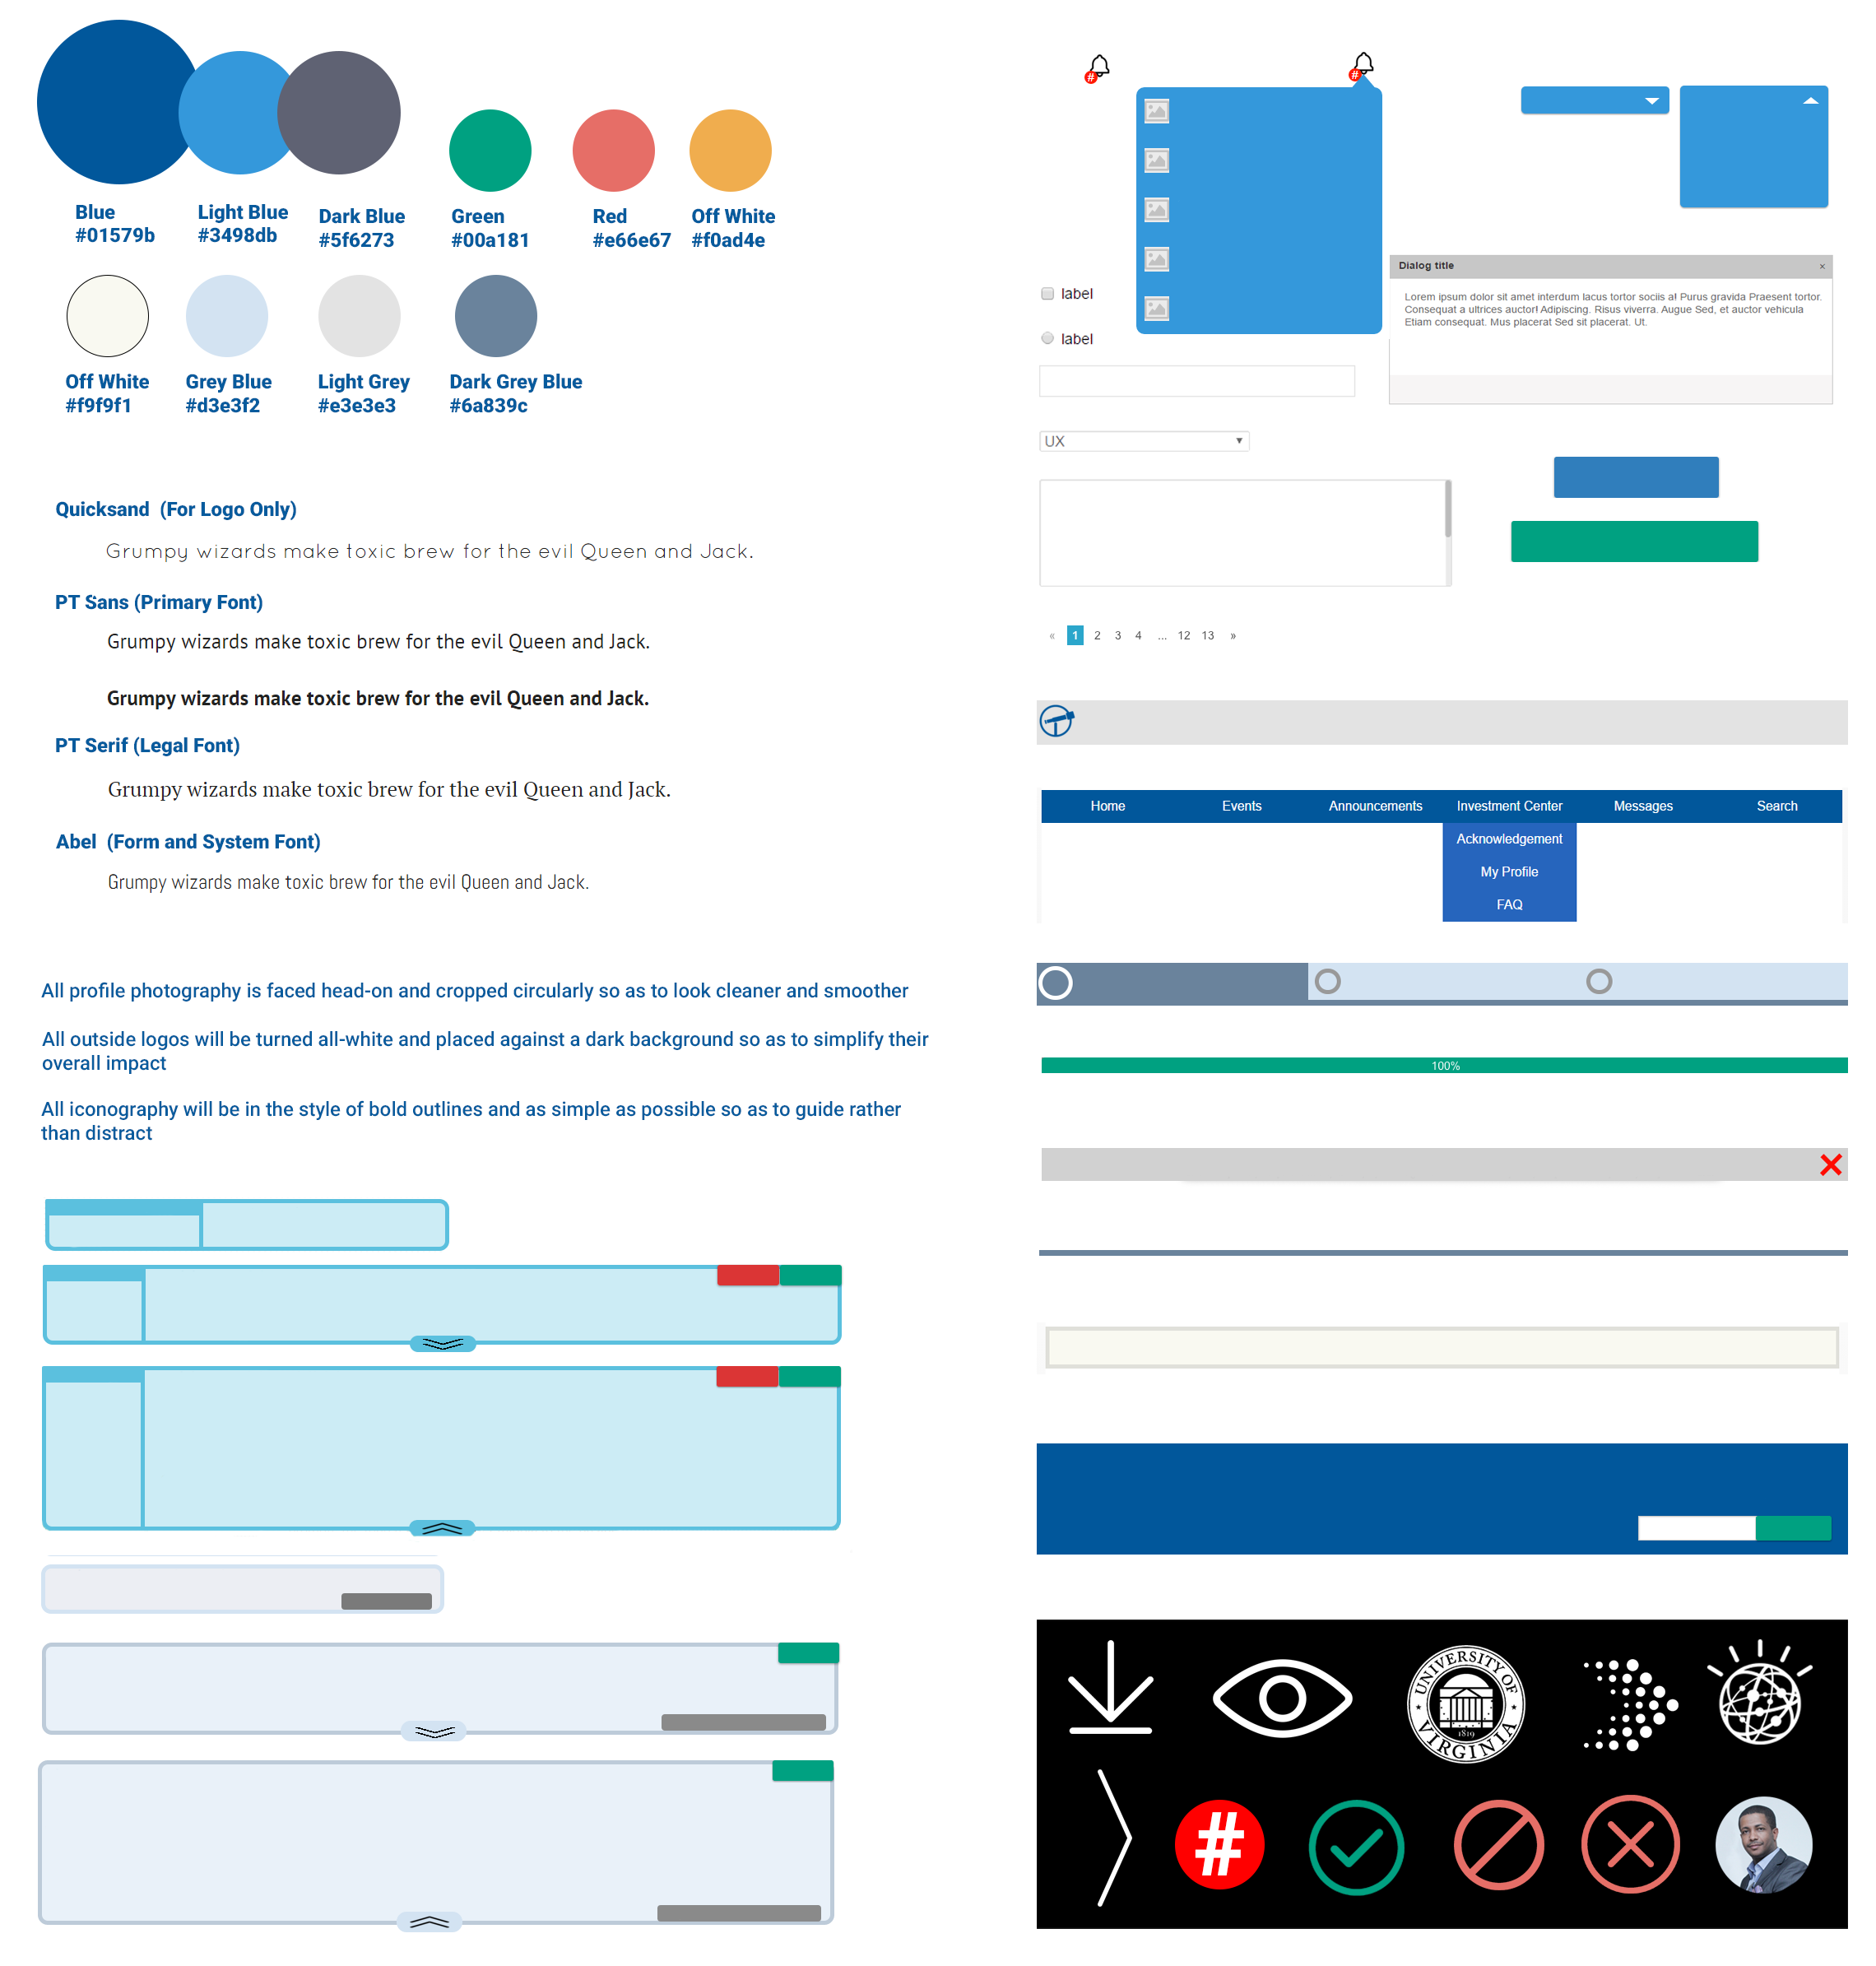 Blue
#01579b
Light Blue
#3498db
Dark Blue
#5f6273
Green
#00a181
Red
#e66e67
Off White
#f0ad4e
Off White
#f9f9f1
Grey Blue
#d3e3f2
Light Grey
#e3e3e3
Dark Grey Blue
#6a839c
Quicksand (For Logo Only)
Grumpy wizards make toxic brew for the evil Queen and Jack.
PT Sans (Primary Font)
Grumpy wizards make toxic brew for the evil Queen and Jack.
Grumpy wizards make toxic brew for the evil Queen and Jack.
PT Serif (Legal Font)
Grumpy wizards make toxic brew for the evil Queen and Jack.
Abel (Form and System Font)
Grumpy wizards make toxic brew for the evil Queen and Jack.
All profile photography is faced head-on and cropped circularly so as to look cleaner and smoother
All outside logos will be turned all-white and placed against a dark background so as to simplify their
overall impact
All iconography will be in the style of bold outlines and as simple as possible so as to guide rather
than distract
#
#
label
label
Dialog title ×
Lorem ipsum dolor sit amet interdum lacus tortor sociis a! Purus gravida Praesent tortor.
Consequat a ultrices auctor! Adipiscing. Risus viverra. Augue Sed, et auctor vehicula
Etiam consequat. Mus placerat Sed sit placerat. Ut.
UX
« 1 2 3 4 ... 12 13 »
Home Events Announcements Investment Center Messages Search
Acknowledgement
My Profile
FAQ
100%
UNIVERSITY OF
VIRGINIA
1819
#